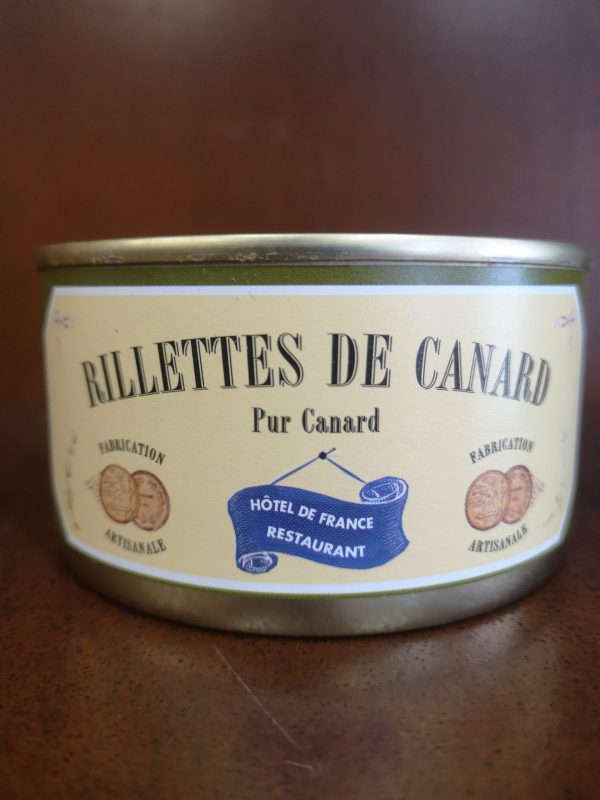 RILLETTES DE CANARD
Pur Canard
FABRICATION
ARTISANALE
HÔTEL DE FRANCE
RESTAURANT
FABRICATION
ARTISANALE